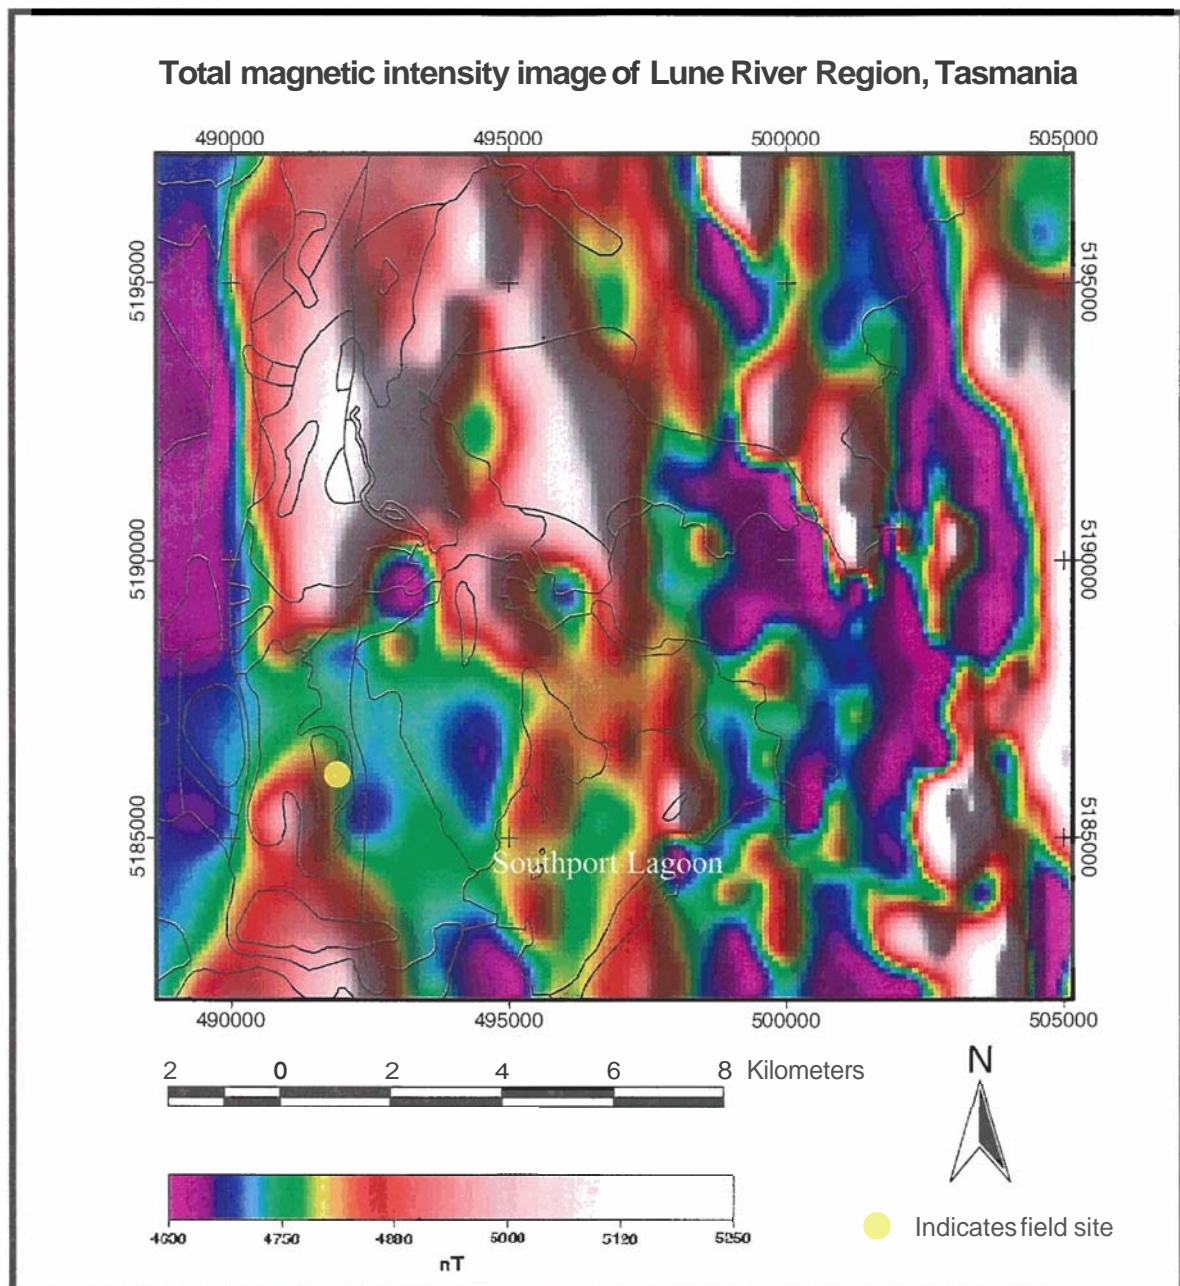 Total magnetic intensity image of Lune River Region, Tasmania
490000 495000 500000 505000
5195000 5195000
5190000 5190000
5185000 5185000
Southport Lagoon
490000 495000 500000 505000
2 0 2 4 6 8 Kilometers
N
4750 5000 5120
nT
Indicates field site